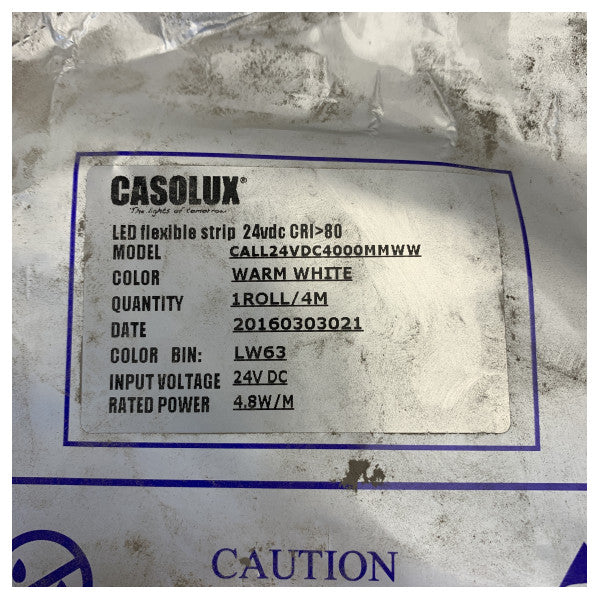 CASOLUX®
The lights of tomorrow
LED flexible strip 24vdc CRI>80
MODEL CALL24VDC4000MMWW
COLOR WARM WHITE
QUANTITY 1ROLL/4M
DATE 20160303021
COLOR BIN: LW63
INPUT VOLTAGE 24V DC
RATED POWER 4.8W/M
CAUTION